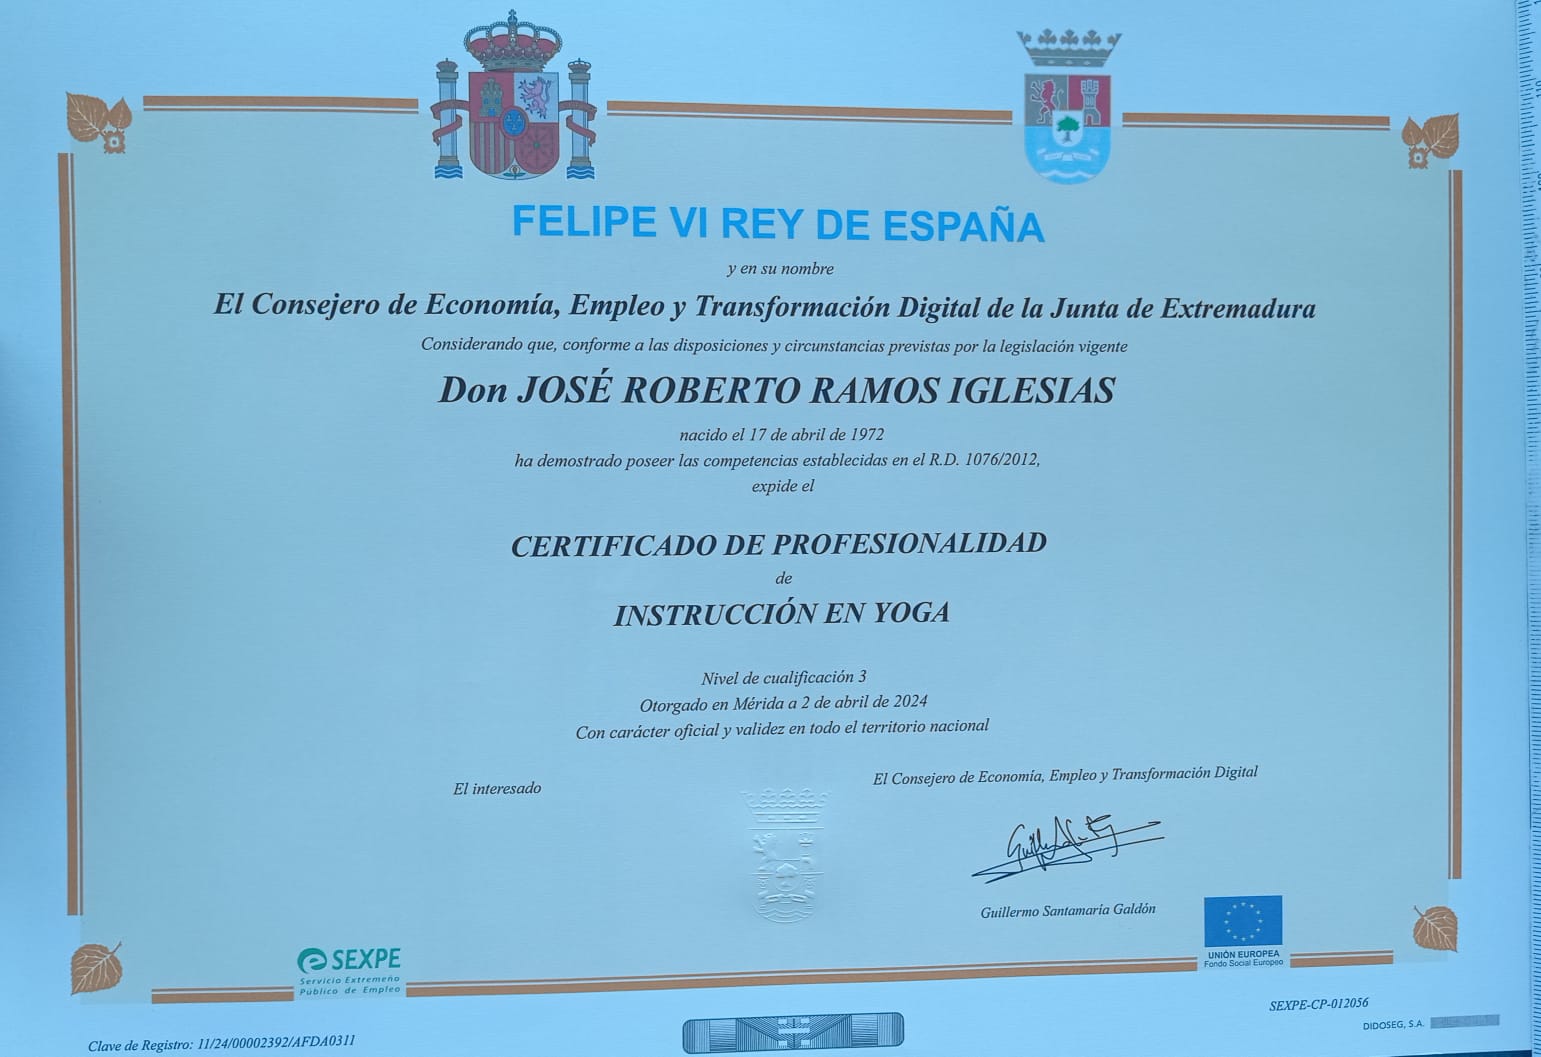 FELIPE VI REY DE ESPAÑA
y en su nombre
El Consejero de Economía, Empleo y Transformación Digital de la Junta de Extremadura
Considerando que, conforme a las disposiciones y circunstancias previstas por la legislación vigente
Don JOSÉ ROBERTO RAMOS IGLESIAS
nacido el 17 de abril de 1972
ha demostrado poseer las competencias establecidas en el R.D. 1076/2012,
expide el
CERTIFICADO DE PROFESIONALIDAD
de
INSTRUCCIÓN EN YOGA
Nivel de cualificación 3
Otorgado en Mérida a 2 de abril de 2024
Con carácter oficial y validez en todo el territorio nacional
El interesado
El Consejero de Economía, Empleo y Transformación Digital
Guillermo Santamaría Galdón
SEXPE
Servicio Extremeño
Público de Empleo
UNIÓN EUROPEA
Fondo Social Europeo
SEXPE-CP-012056
DIDOSEG, S.A.
Clave de Registro: 11/24/00002392/AFDA0311